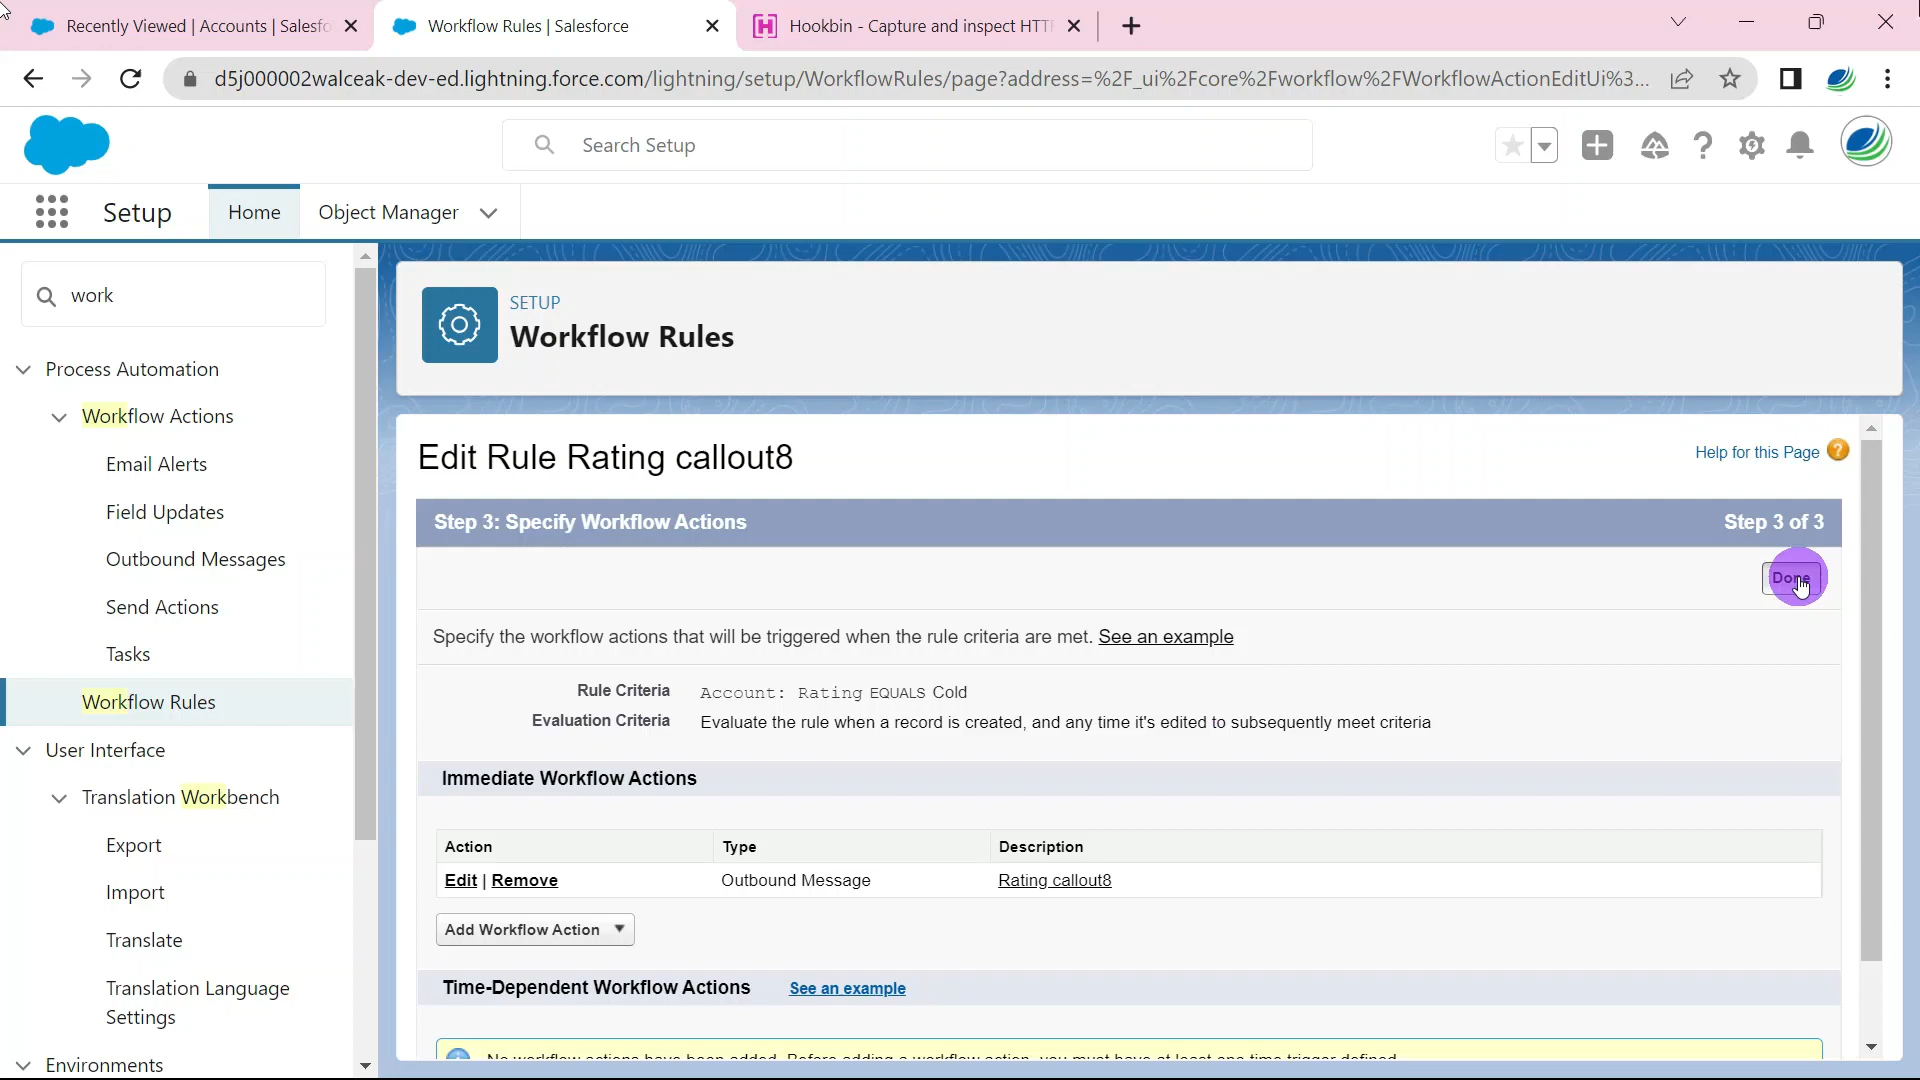 Recently Viewed | Accounts | Salesfo
Workflow Rules | Salesforce
Hookbin - Capture and inspect HTT
d5j000002walceak-dev-ed.lightning.force.com/lightning/setup/WorkflowRules/page?address=%2F_ui%2Fcore%2Fworkflow%2FWorkflowActionEditUi%3...
Search Setup
Setup
Home
Object Manager
work
Process Automation
Workflow Actions
Email Alerts
Field Updates
Outbound Messages
Send Actions
Tasks
Workflow Rules
User Interface
Translation Workbench
Export
Import
Translate
Translation Language
Settings
Environments
SETUP
Workflow Rules
Edit Rule Rating callout8
Help for this Page ?
Step 3: Specify Workflow Actions
Step 3 of 3
Done
Specify the workflow actions that will be triggered when the rule criteria are met. See an example
Rule Criteria Account: Rating EQUALS Cold
Evaluation Criteria Evaluate the rule when a record is created, and any time it's edited to subsequently meet criteria
Immediate Workflow Actions
Action Type Description
Edit | Remove Outbound Message Rating callout8
Add Workflow Action
Time-Dependent Workflow Actions See an example
No workflow actions have been added. Before adding a workflow action, you must have at least one time trigger defined.